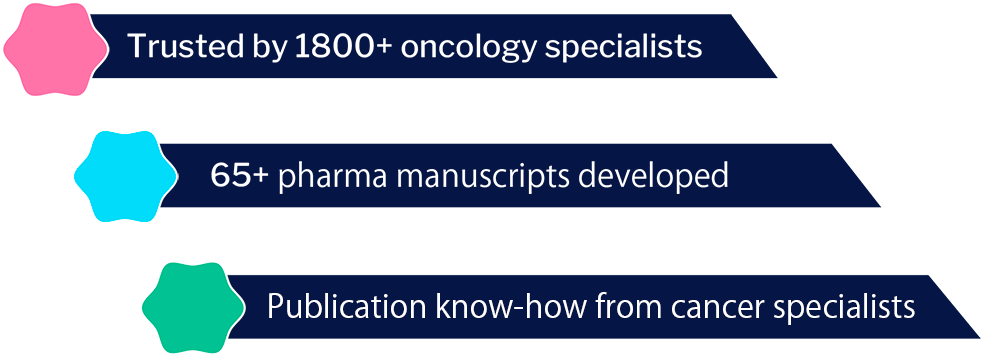 Trusted by 1800+ oncology specialists
65+ pharma manuscripts developed
Publication know-how from cancer specialists